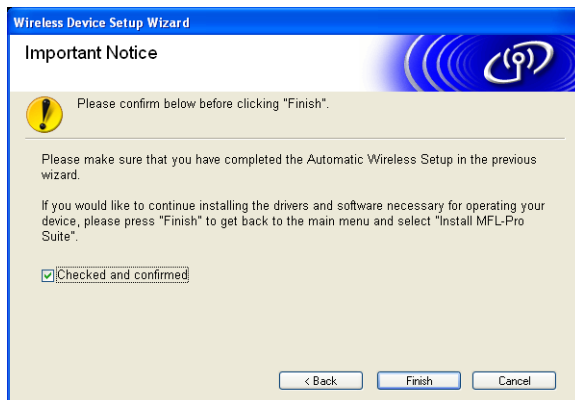 Wireless Device Setup Wizard
Important Notice
Please confirm below before clicking "Finish".
Please make sure that you have completed the Automatic Wireless Setup in the previous
wizard.
If you would like to continue installing the drivers and software necessary for operating your
device, please press "Finish" to get back to the main menu and select "Install MFL-Pro
Suite".
Checked and confirmed
< Back
Finish
Cancel